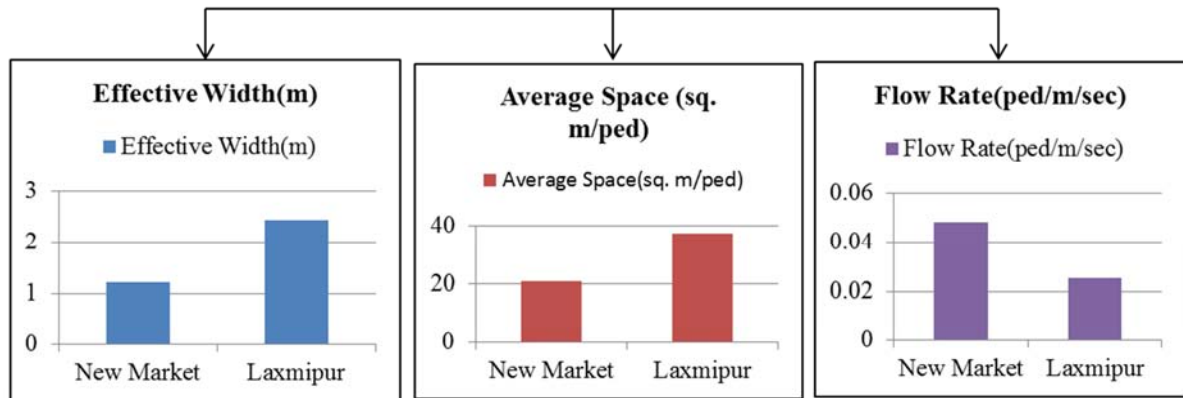 Effective Width(m)
Effective Width(m)
3
2
1
0
New Market Laxmipur
Average Space (sq.
m/ped)
Average Space(sq. m/ped)
40
20
0
New Market Laxmipur
Flow Rate(ped/m/sec)
Flow Rate(ped/m/sec)
0.06
0.04
0.02
0
New Market Laxmipur